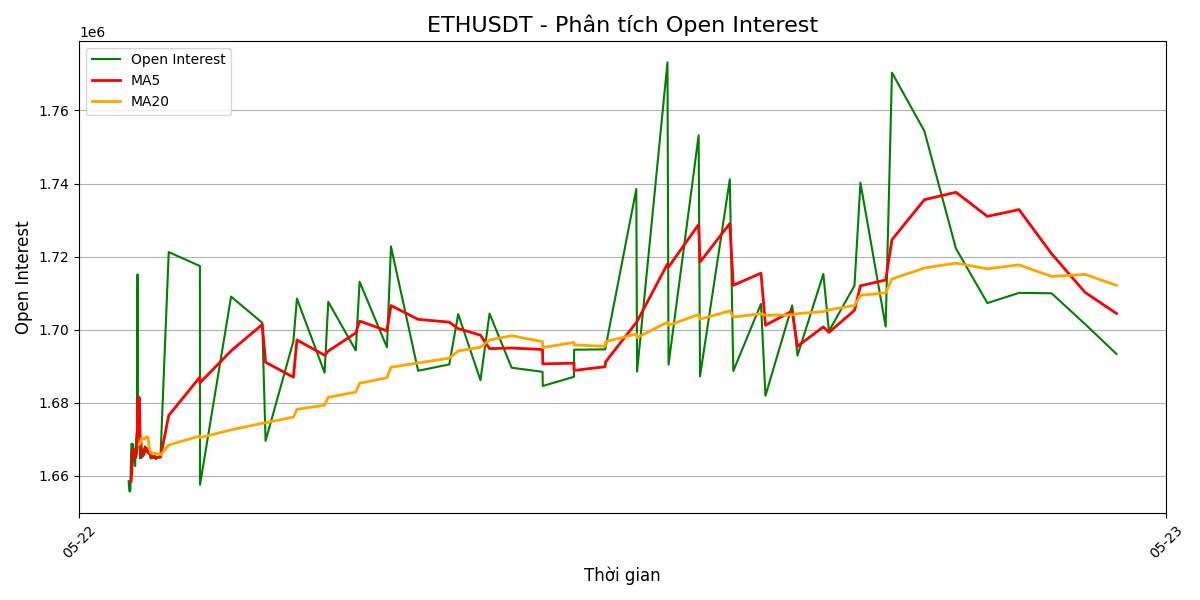 ETHUSDT - Phân tích Open Interest
1e6
Open Interest
MA5
MA20
1.76
1.74
1.72
1.70
1.68
1.66
Open Interest
05-22
05-23
Thời gian